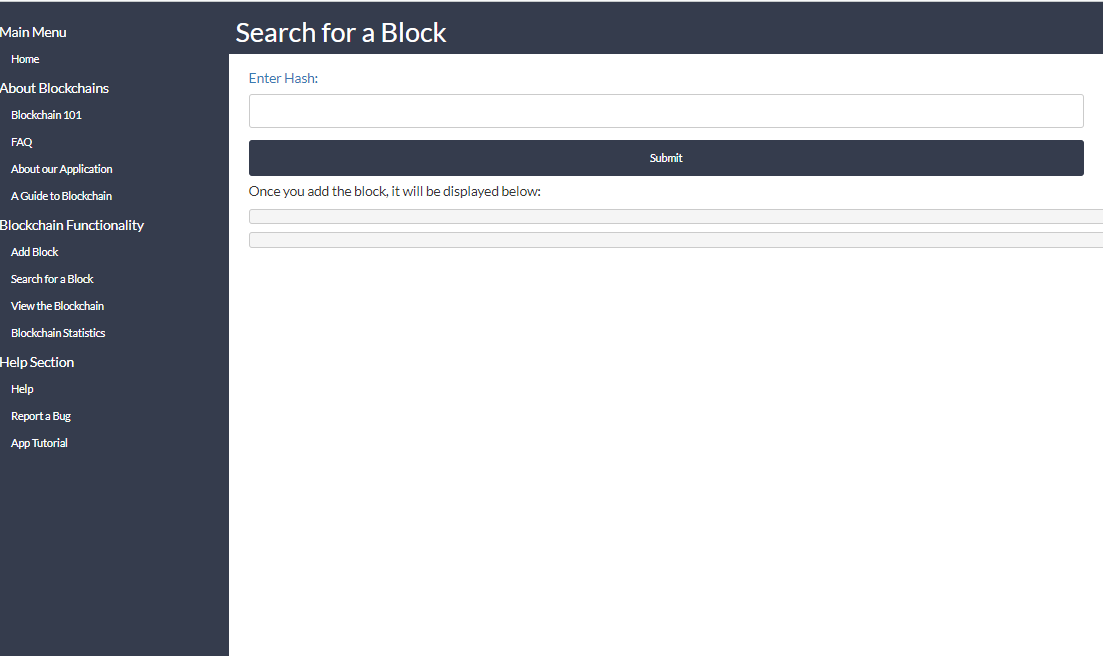 Main Menu
Home
About Blockchains
Blockchain 101
FAQ
About our Application
A Guide to Blockchain
Blockchain Functionality
Add Block
Search for a Block
View the Blockchain
Blockchain Statistics
Help Section
Help
Report a Bug
App Tutorial
Search for a Block
Enter Hash:
Submit
Once you add the block, it will be displayed below: